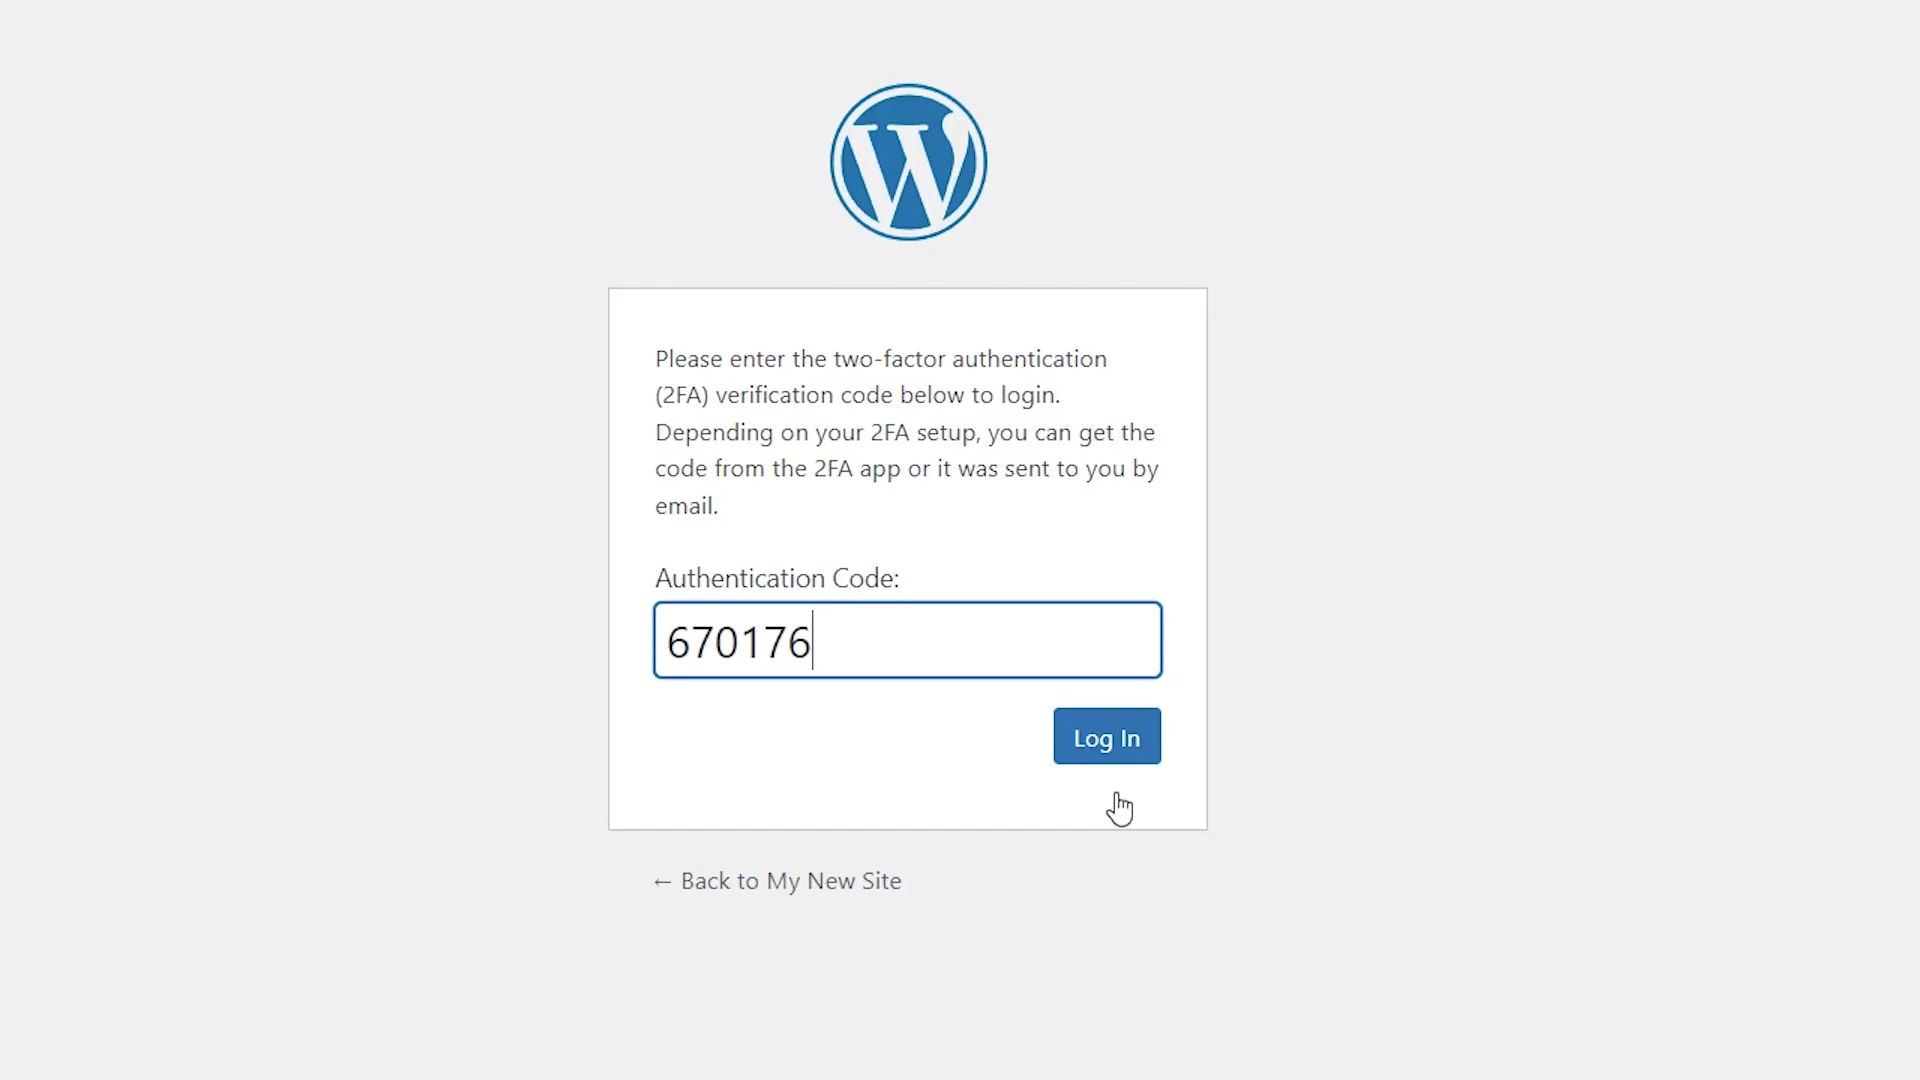 Please enter the two-factor authentication
(2FA) verification code below to login.
Depending on your 2FA setup, you can get the
code from the 2FA app or it was sent to you by
email.
Authentication Code:
670176
Log In
← Back to My New Site